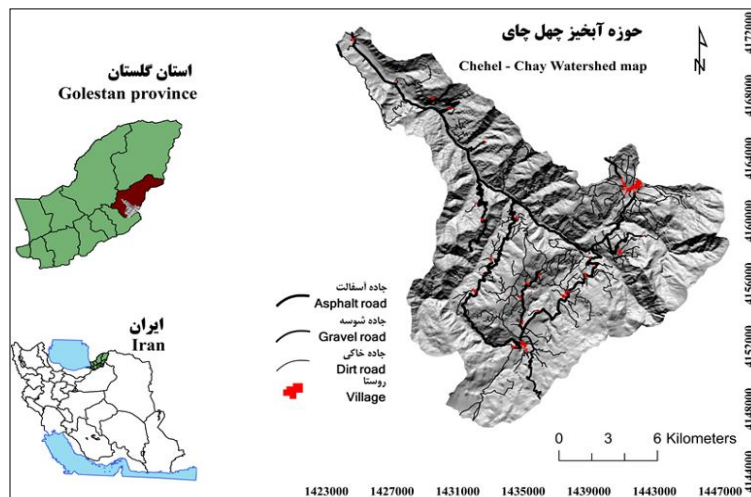 حوزه آبخیز چهل چای
Chehel - Chay Watershed map
استان گلستان
Golestan province
ایران
Iran
جاده آسفالت
Asphalt road
جاده شوسه
Gravel road
جاده خاکی
Dirt road
روستا
Village
0 3 6 Kilometers
4172000
4168000
4164000
4160000
4156000
4152000
4148000
4144000
1423000 1427000 1431000 1435000 1439000 1443000 1447000